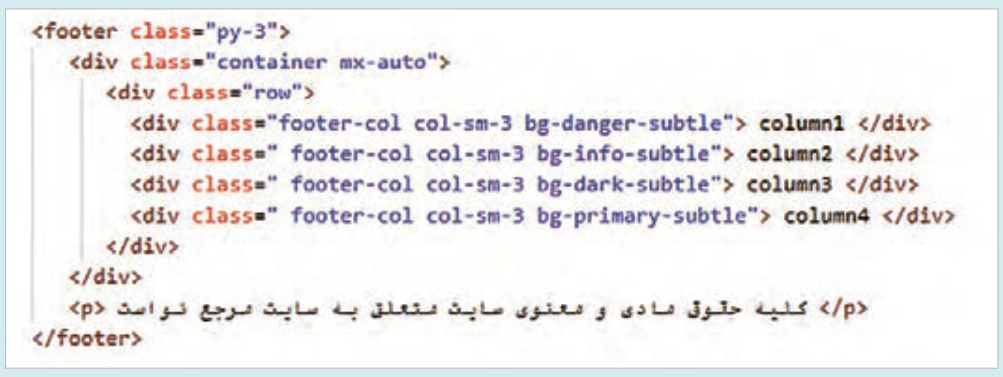 <footer class="py-3">
<div class="container mx-auto">
<div class="row">
<div class="footer-col col-sm-3 bg-danger-subtle"> column1 </div>
<div class=" footer-col col-sm-3 bg-info-subtle"> column2 </div>
<div class=" footer-col col-sm-3 bg-dark-subtle"> column3 </div>
<div class=" footer-col col-sm-3 bg-primary-subtle"> column4 </div>
</div>
</div>
<p> کلیه حقوق مادی و معنوی سایت متعلق به سایت مرجع نواست </p>
</footer>